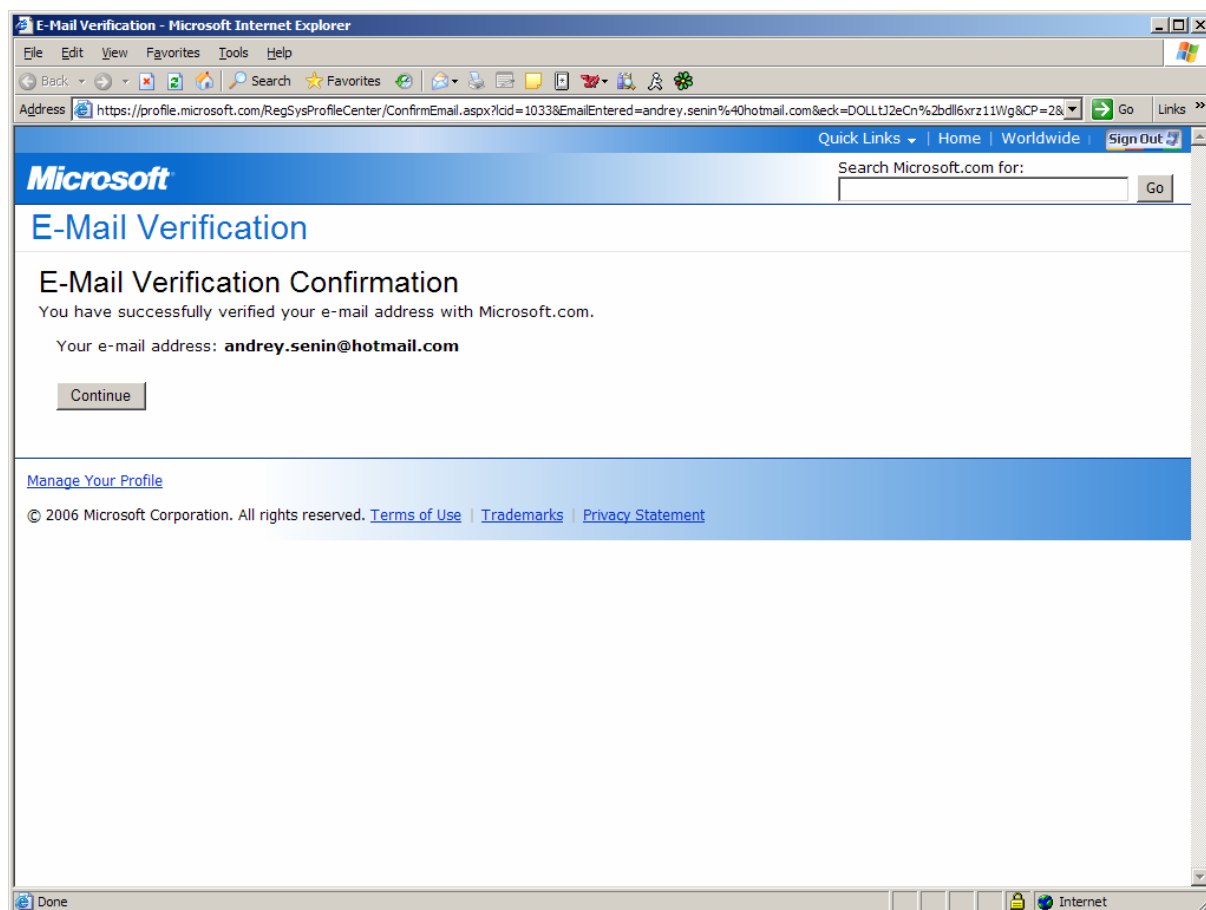 E-Mail Verification - Microsoft Internet Explorer
File Edit View Favorites Tools Help
Back Search Favorites
Address https://profile.microsoft.com/RegSysProfileCenter/ConfirmEmail.aspx?lcid=1033&EmailEntered=andrey.senin%40hotmail.com&eck=DOLLtJ2eCn%2bdll6xrz11Wg&CP=2& Go Links »
Quick Links | Home | Worldwide | Sign Out
Microsoft
Search Microsoft.com for:
Go
E-Mail Verification
E-Mail Verification Confirmation
You have successfully verified your e-mail address with Microsoft.com.
Your e-mail address: andrey.senin@hotmail.com
Continue
Manage Your Profile
© 2006 Microsoft Corporation. All rights reserved. Terms of Use | Trademarks | Privacy Statement
Done Internet